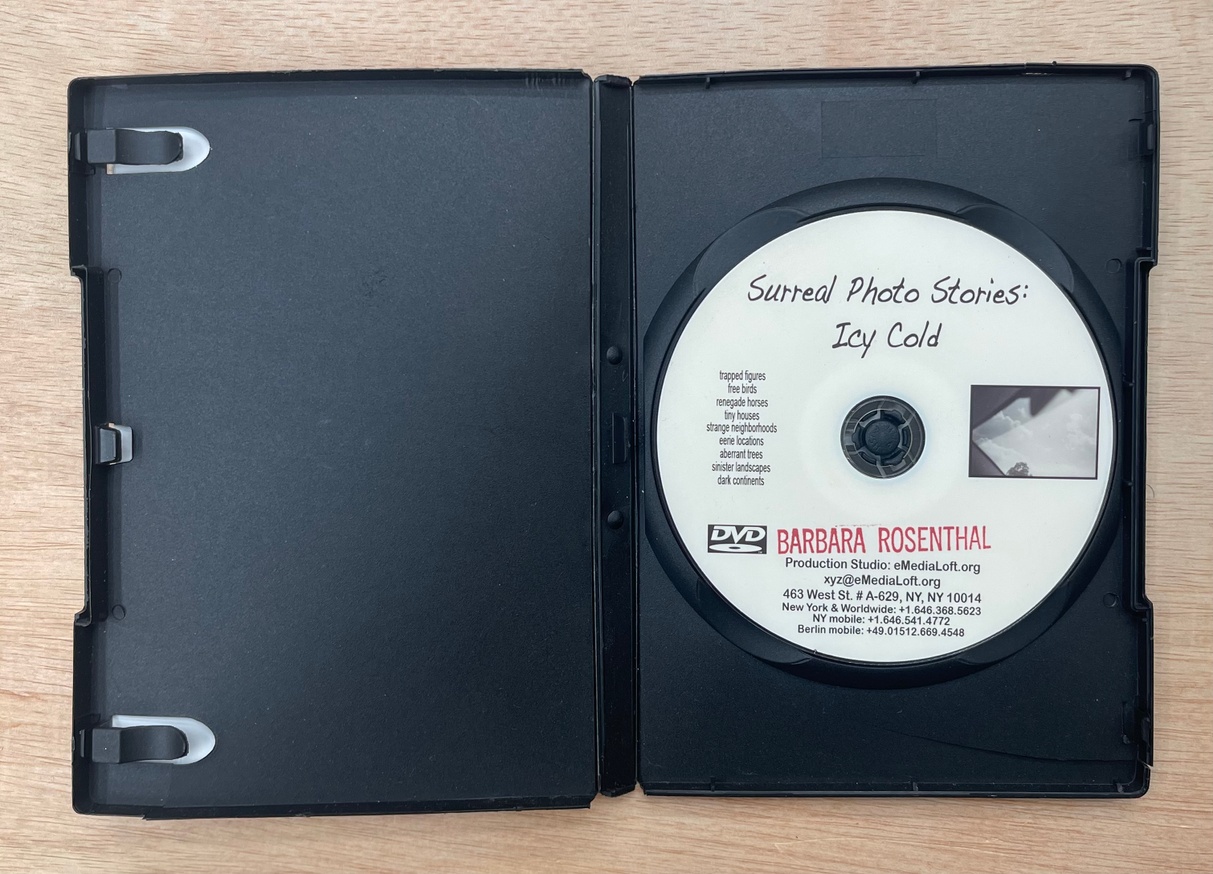 Surreal Photo Stories:
Icy Cold
trapped figures
free birds
renegade horses
tiny houses
strange neighborhoods
eerie locations
aberrant trees
sinister landscapes
dark continents
DVD BARBARA ROSENTHAL
Production Studio: eMediaLoft.org
xyz@eMediaLoft.org
463 West St. # A-629, NY, NY 10014
New York & Worldwide: +1.646.368.5623
NY mobile: +1.646.541.4772
Berlin mobile: +49.01512.669.4548